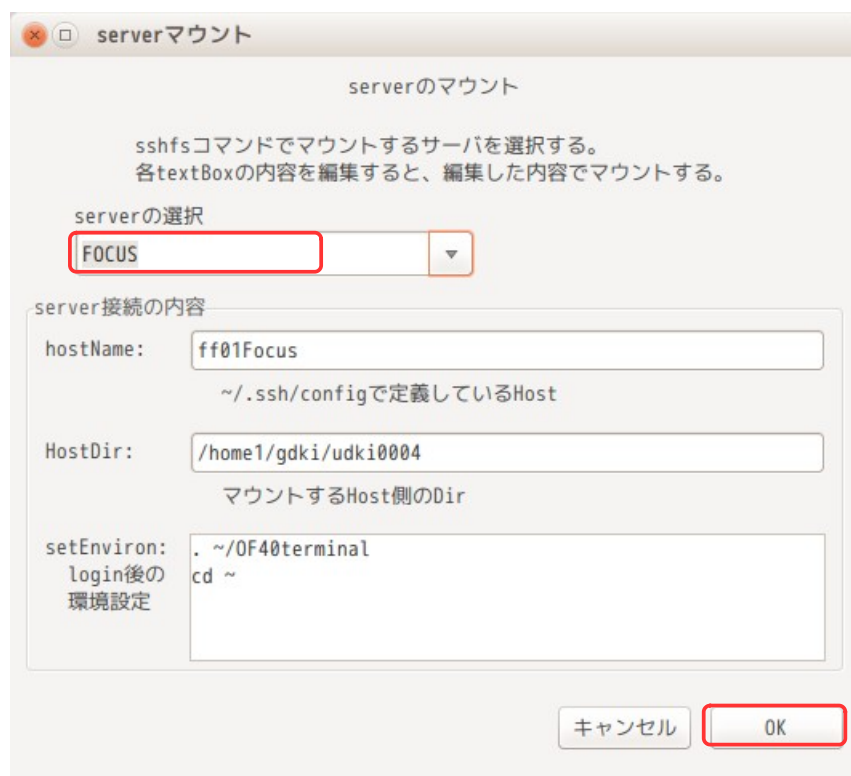 serverマウント
serverのマウント
sshfsコマンドでマウントするサーバを選択する。
各textBoxの内容を編集すると、編集した内容でマウントする。
serverの選択
FOCUS
server接続の内容
hostName:
ff01Focus
~/.ssh/configで定義しているHost
HostDir:
/home1/gdki/udki0004
マウントするHost側のDir
setEnviron:
login後の
環境設定
. ~/OF40terminal
cd ~
キャンセル
OK